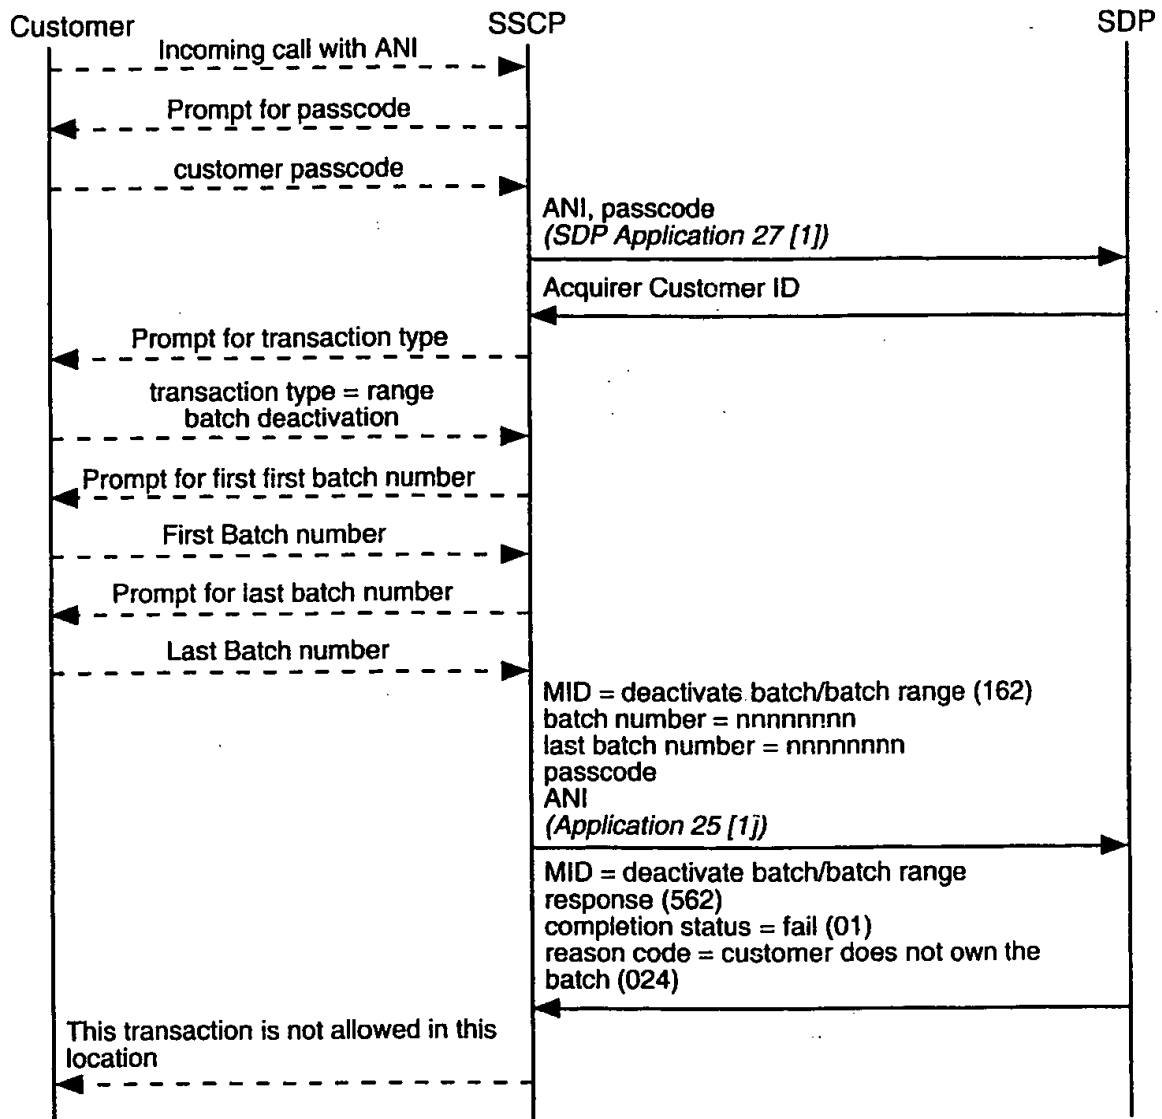 Customer
SSCP
SDP
Incoming call with ANI
Prompt for passcode
customer passcode
ANI, passcode
(SDP Application 27 [1])
Acquirer Customer ID
Prompt for transaction type
transaction type = range
batch deactivation
Prompt for first first batch number
First Batch number
Prompt for last batch number
Last Batch number
MID = deactivate batch/batch range (162)
batch number = nnnnnnnnn
last batch number = nnnnnnnnn
passcode
ANI
(Application 25 [1])
MID = deactivate batch/batch range
response (562)
completion status = fail (01)
reason code = customer does not own the
batch (024)
This transaction is not allowed in this
location